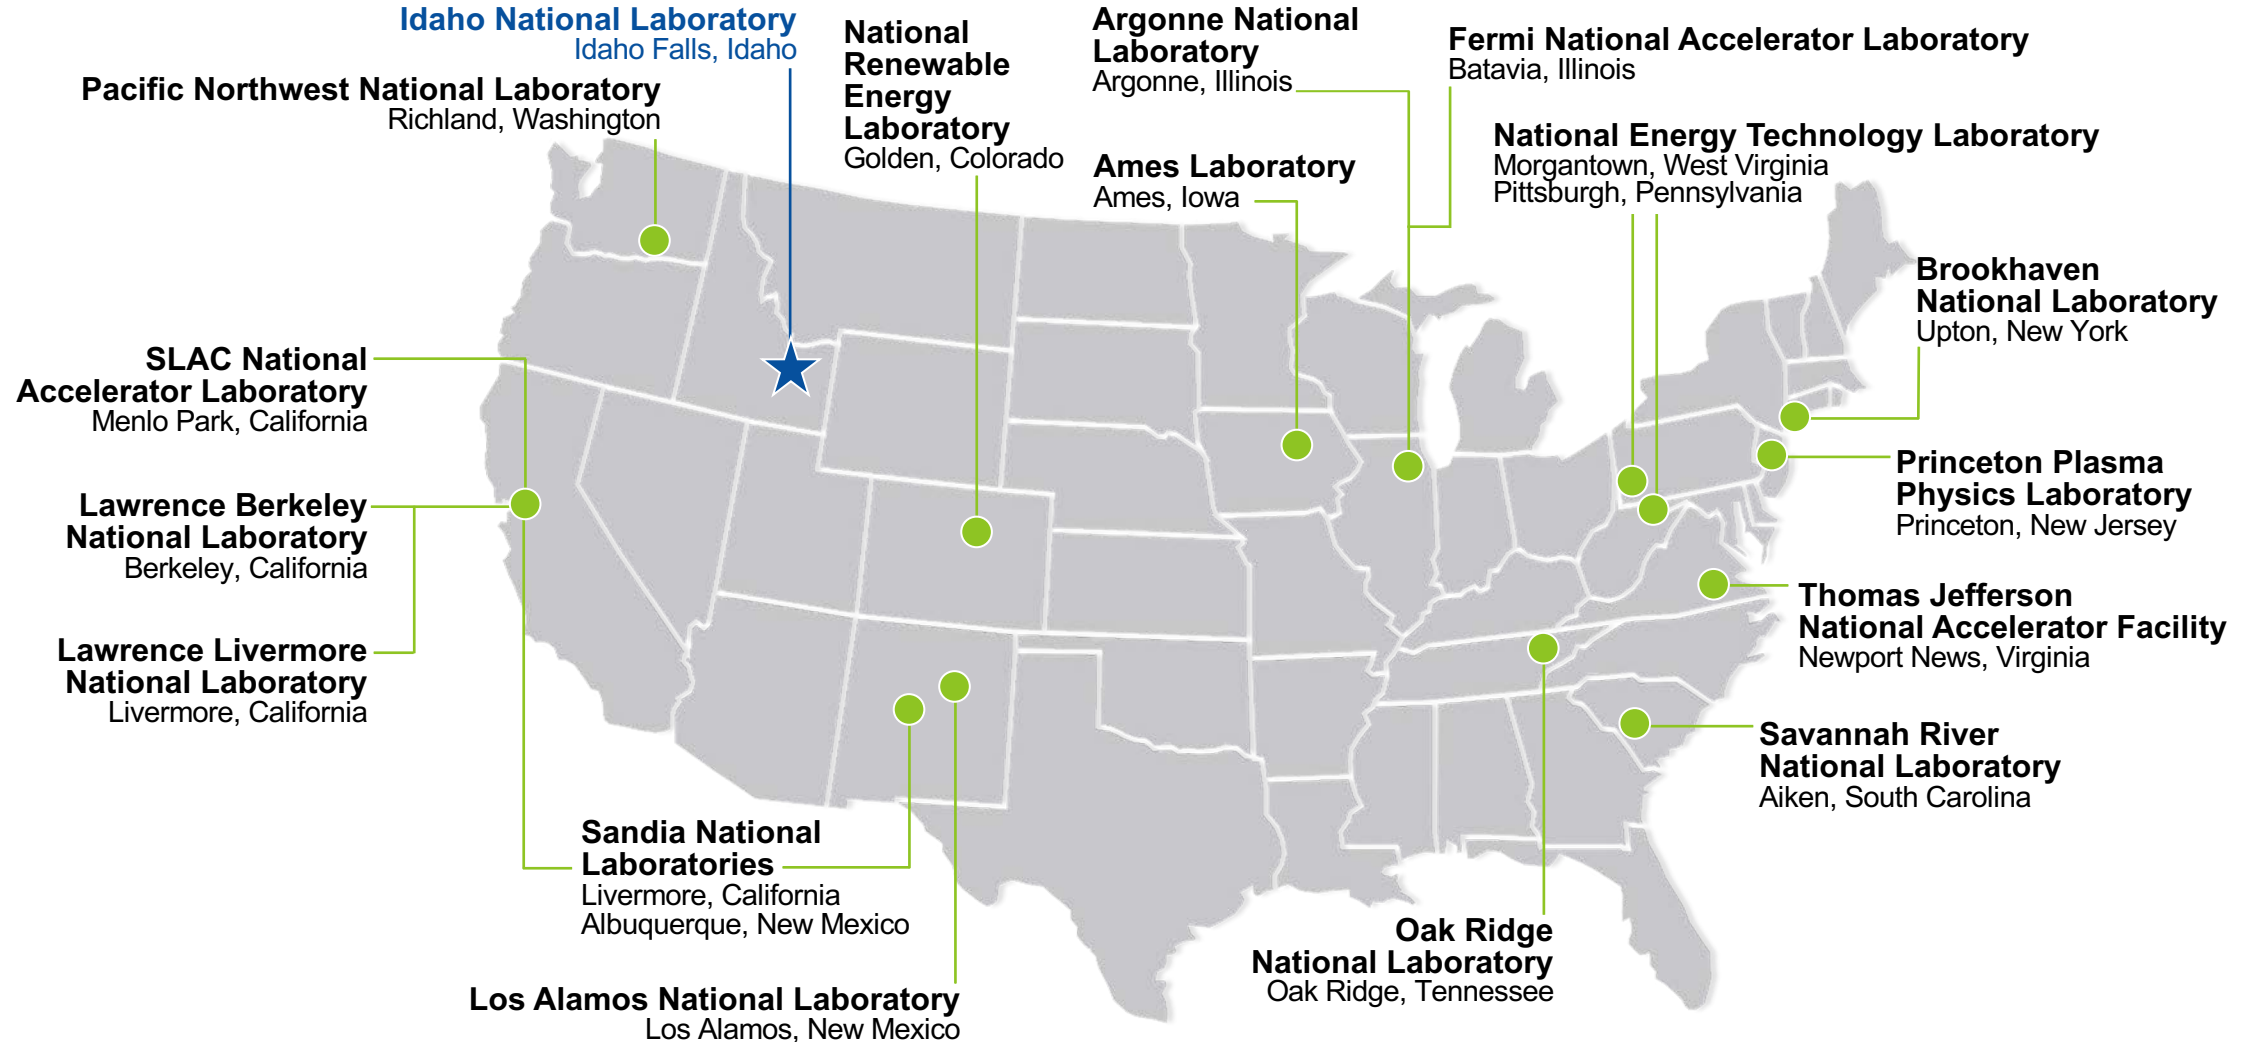 Idaho National Laboratory
Idaho Falls, Idaho
Pacific Northwest National Laboratory
Richland, Washington
National
Renewable
Energy
Laboratory
Golden, Colorado
Argonne National
Laboratory
Argonne, Illinois
Fermi National Accelerator Laboratory
Batavia, Illinois
Ames Laboratory
Ames, Iowa
National Energy Technology Laboratory
Morgantown, West Virginia
Pittsburgh, Pennsylvania
Brookhaven
National Laboratory
Upton, New York
SLAC National
Accelerator Laboratory
Menlo Park, California
Lawrence Berkeley
National Laboratory
Berkeley, California
Lawrence Livermore
National Laboratory
Livermore, California
Princeton Plasma
Physics Laboratory
Princeton, New Jersey
Thomas Jefferson
National Accelerator Facility
Newport News, Virginia
Savannah River
National Laboratory
Aiken, South Carolina
Sandia National
Laboratories
Livermore, California
Albuquerque, New Mexico
Oak Ridge
National Laboratory
Oak Ridge, Tennessee
Los Alamos National Laboratory
Los Alamos, New Mexico